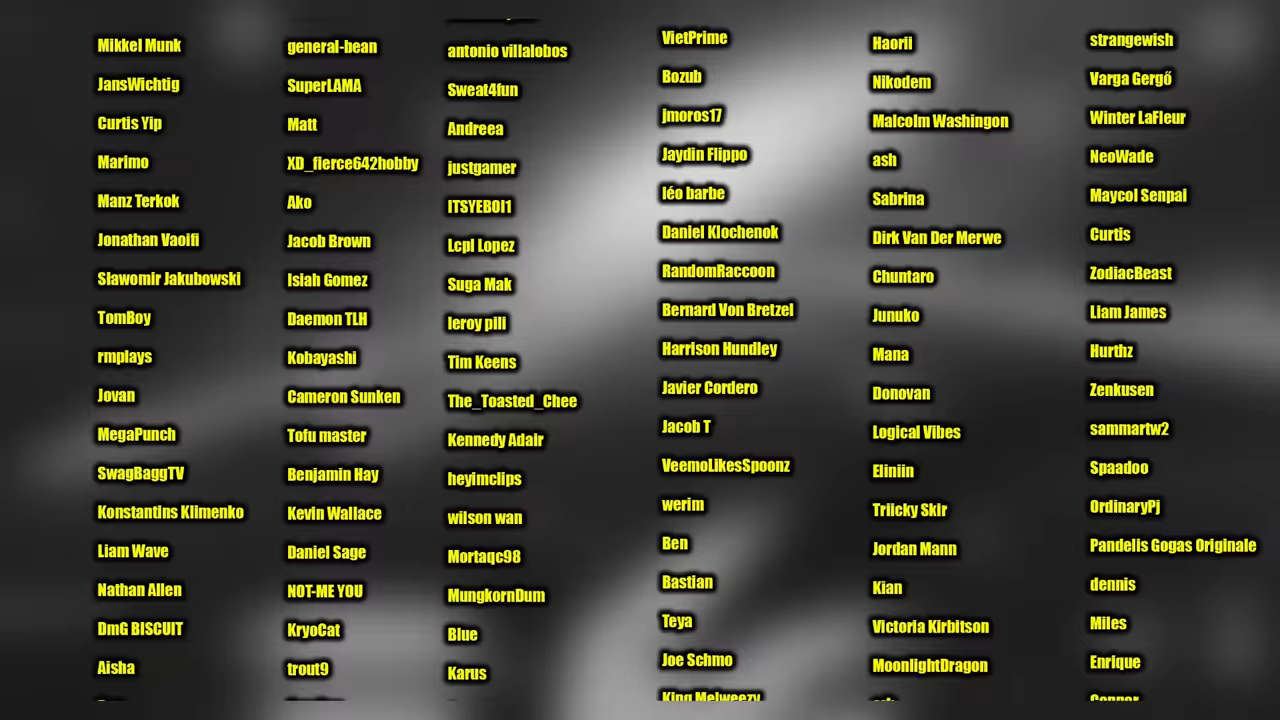 Mikkel Munk
JansWichtig
Curtis Yip
Marimo
Manz Terkok
Jonathan Vaoifi
Sławomir Jakubowski
TomBoy
rmplays
Jovan
MegaPunch
SwagBaggTV
Konstantins Klimenko
Liam Wave
Nathan Allen
DmG BISCUIT
Aisha
general-bean
SuperLAMA
Matt
XD_fierce642hobby
Ako
Jacob Brown
Isiah Gomez
Daemon TLH
Kobayashi
Cameron Sunken
Tofu master
Benjamin Hay
Kevin Wallace
Daniel Sage
NOT-ME YOU
KryoCat
trout9
antonio villalobos
Sweat4fun
Andreea
justgamer
ITSYEBOI1
Lcpl Lopez
Suga Mak
leroy pili
Tim Keens
The_Toasted_Chee
Kennedy Adair
heyimclips
wilson wan
Mortaqc98
MungkornDum
Blue
Karus
VietPrime
Bozub
jmoros17
Jaydin Flippo
léo barbe
Daniel Klochenok
RandomRaccoon
Bernard Von Bretzel
Harrison Hundley
Javier Cordero
Jacob T
VeemoLikesSpoonz
werim
Ben
Bastian
Teya
Joe Schmo
King Melweezy
Haorii
Nikodem
Malcolm Washingon
ash
Sabrina
Dirk Van Der Merwe
Chuntaro
Junuko
Mana
Donovan
Logical Vibes
Eliniin
Triicky Skir
Jordan Mann
Kian
Victoria Kirbitson
MoonlightDragon
strangewish
Varga Gergő
Winter LaFleur
NeoWade
Maycol Senpai
Curtis
ZodiacBeast
Liam James
Hurthz
Zenkusen
sammartw2
Spaadoo
OrdinaryPj
Pandelis Gogas Originale
dennis
Miles
Enrique
Connor